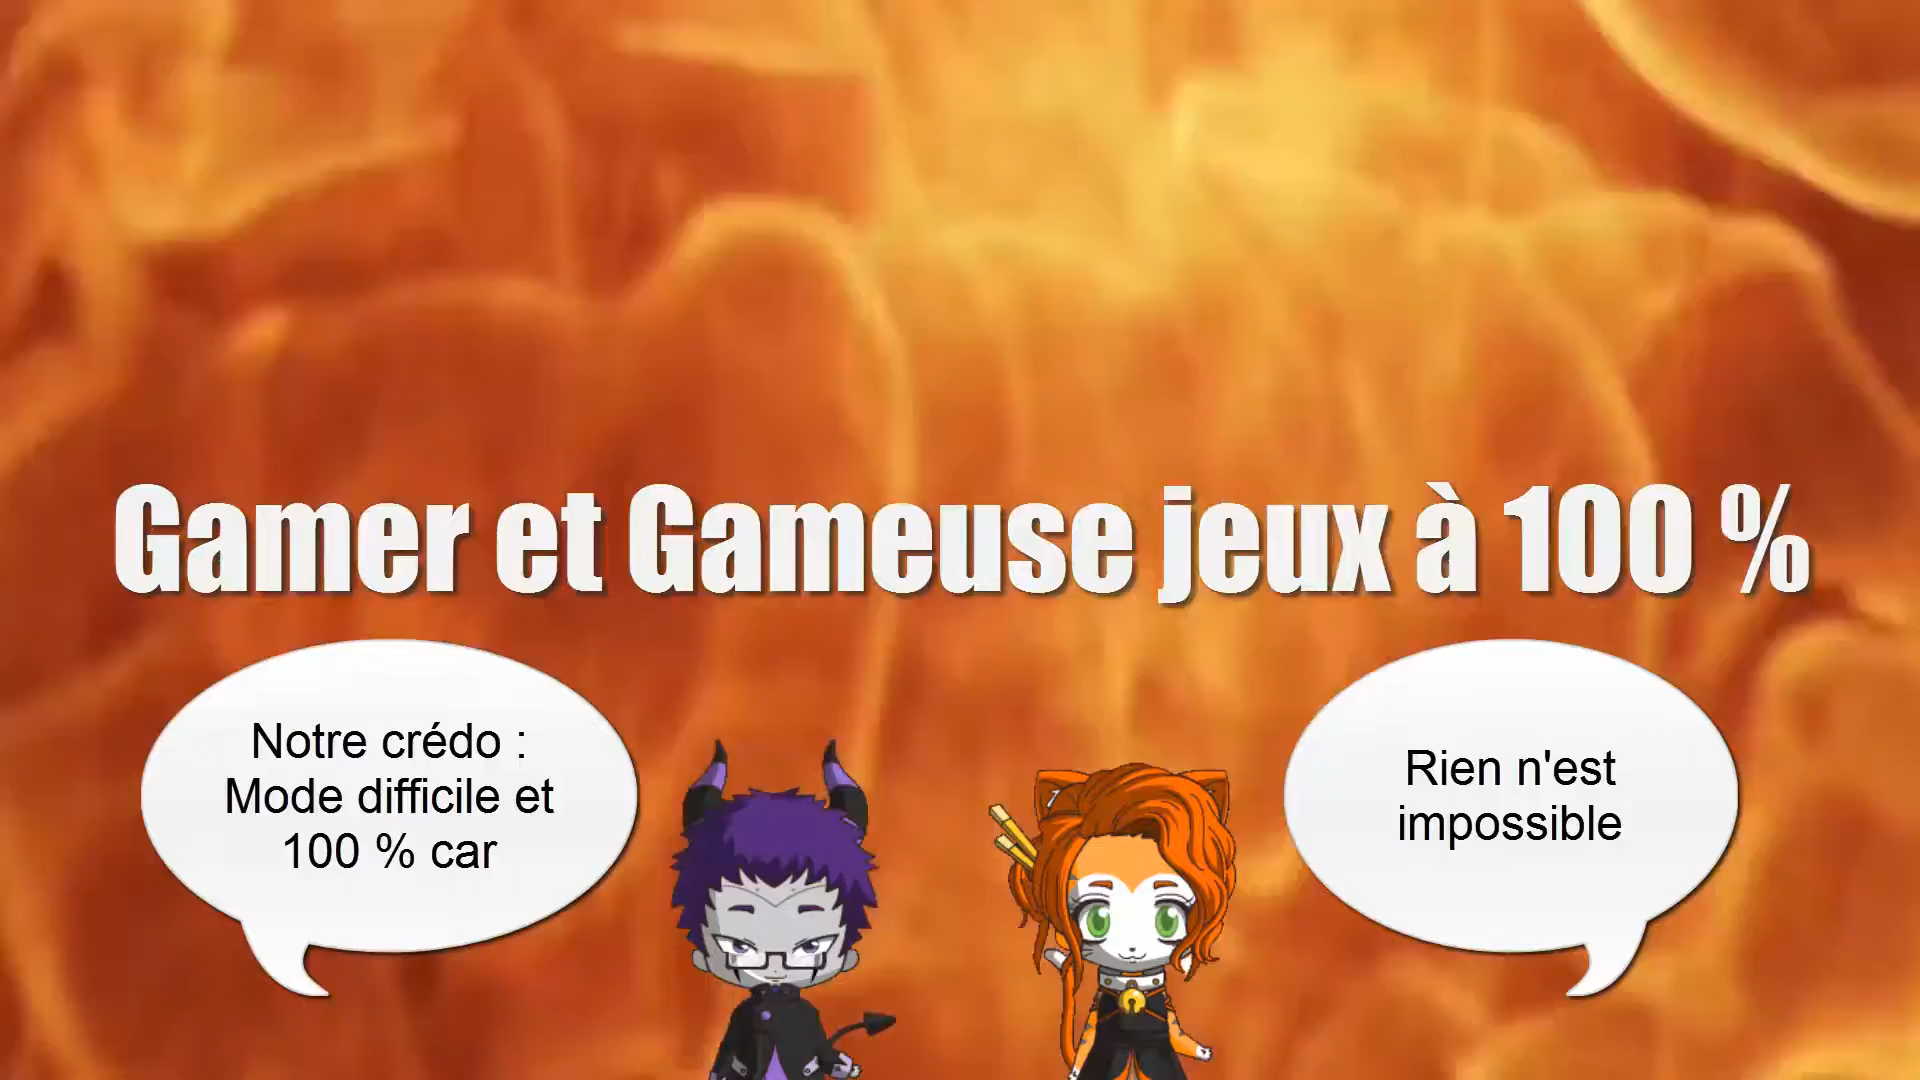 Gamer et Gameuse jeux à 100 %
Notre crédo :
Mode difficile et
100 % car
Rien n'est
impossible